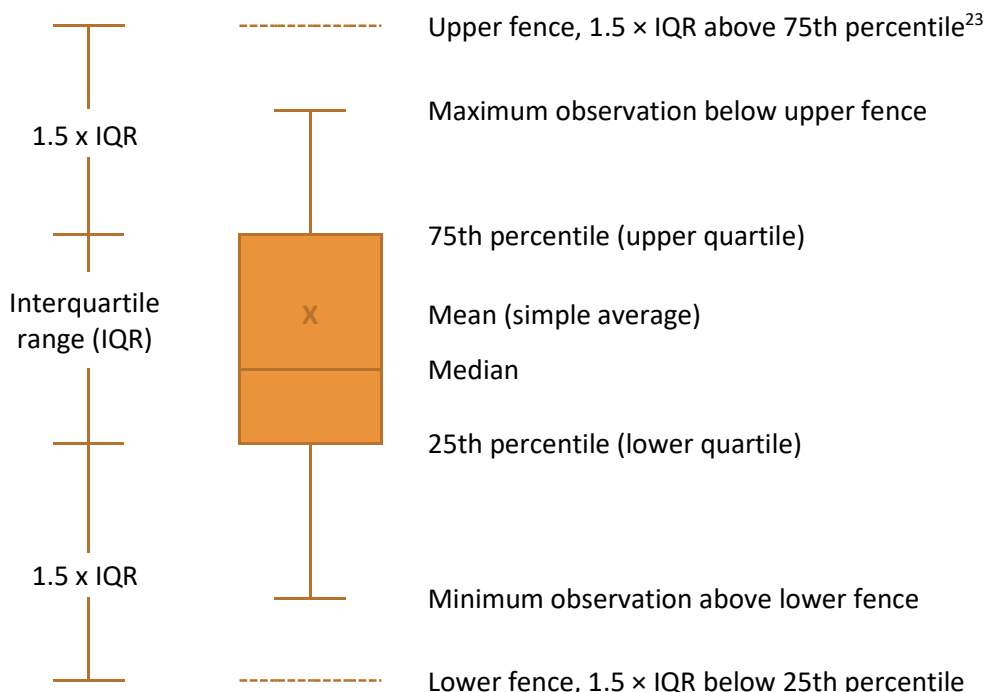 Upper fence, 1.5 × IQR above 75th percentile²³
Maximum observation below upper fence
1.5 x IQR
75th percentile (upper quartile)
Interquartile
range (IQR)
X
Mean (simple average)
Median
25th percentile (lower quartile)
1.5 x IQR
Minimum observation above lower fence
Lower fence, 1.5 × IQR below 25th percentile